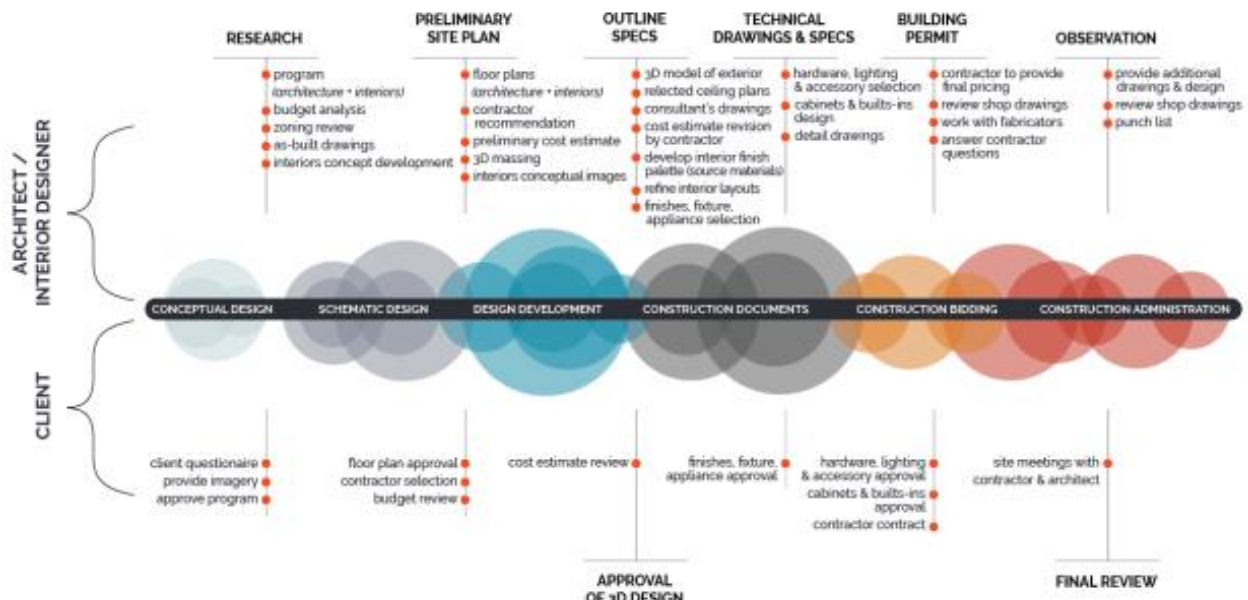 RESEARCH
program
(architecture + interiors)
budget analysis
zoning review
as-built drawings
interiors concept development
PRELIMINARY
SITE PLAN
floor plans
(architecture + interiors)
contractor
recommendation
preliminary cost estimate
3D massing
interiors conceptual images
OUTLINE
SPECS
3D model of exterior
relected ceiling plans
consultant's drawings
cost estimate revision
by contractor
develop interior finish
palette (source materials)
refine interior layouts
finishes, fixture,
appliance selection
TECHNICAL
DRAWINGS & SPECS
hardware, lighting
& accessory selection
cabinets & builts-ins
design
detail drawings
BUILDING
PERMIT
contractor to provide
final pricing
review shop drawings
work with fabricators
answer contractor
questions
OBSERVATION
provide additional
drawings & design
review shop drawings
punch list
ARCHITECT /
INTERIOR DESIGNER
CONCEPTUAL DESIGN
SCHEMATIC DESIGN
DESIGN DEVELOPMENT
CONSTRUCTION DOCUMENTS
CONSTRUCTION BIDDING
CONSTRUCTION ADMINISTRATION
CLIENT
client questionaire
provide imagery
approve program
floor plan approval
contractor selection
budget review
cost estimate review
finishes, fixture,
appliance approval
hardware, lighting
& accessory approval
cabinets & builts-ins
approval
contractor contract
site meetings with
contractor & architect
APPROVAL
OF 3D DESIGN
FINAL REVIEW